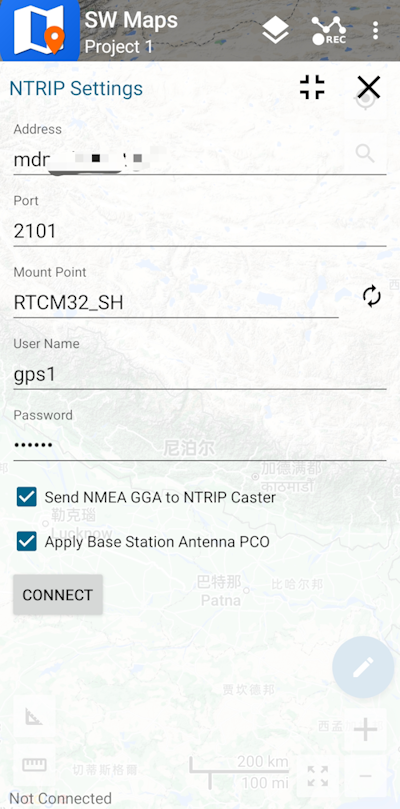 SW Maps
Project 1
REC
NTRIP Settings
Address
Port
2101
Mount Point
RTCM32_SH
User Name
gps1
Password
••••••
尼泊尔
加德满都
काठमाडौं
Send NMEA GGA to NTRIP Caster
勒克瑙
Lucknow
Apply Base Station Antenna PCO
CONNECT
巴特那
Patna
比哈尔邦
贾坎德邦
西孟
切蒂斯格尔
200 km
100 mi
Not Connected